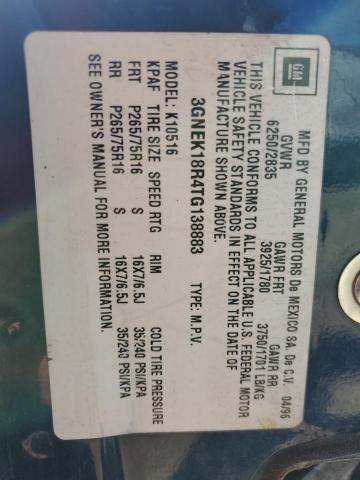 GM
MFD BY GENERAL MOTORS De MEXICO SA. De C.V. 04/96
GVWR GAWR FRT GAWR RR
6250/2835 3925/1780 3750/1701 LB/KG
THIS VEHICLE CONFORMS TO ALL APPLICABLE U.S. FEDERAL MOTOR
VEHICLE SAFETY STANDARDS IN EFFECT ON THE DATE OF
MANUFACTURE SHOWN ABOVE.
3GNEK18R4TG138883 TYPE: M.P.V.
MODEL: K10516
KPAF TIRE SIZE SPEED RTG RIM COLD TIRE PRESSURE
FRT P265/75R16 S 16X7/6.5J 35/240 PSI/KPA
RR P265/75R16 S 16X7/6.5J 35/240 PSI/KPA
SEE OWNER'S MANUAL FOR MORE INFORMATION.